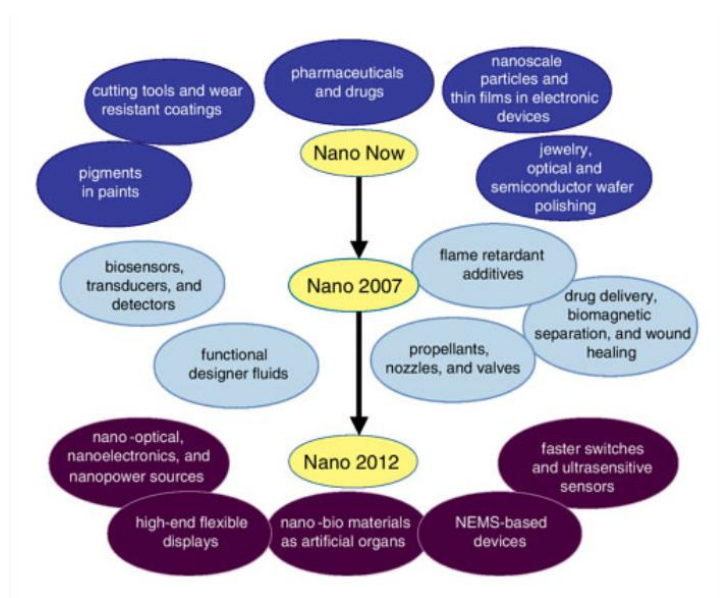 pharmaceuticals
and drugs
cutting tools and wear
resistant coatings
nanoscale
particles and
thin films in electronic
devices
Nano Now
pigments
in paints
jewelry,
optical and
semiconductor wafer
polishing
biosensors,
transducers, and
detectors
Nano 2007
flame retardant
additives
drug delivery,
biomagnetic
separation, and wound
healing
functional
designer fluids
propellants,
nozzles, and valves
nano-optical,
nanoelectronics, and
nanopower sources
Nano 2012
faster switches
and ultrasensitive
sensors
high-end flexible
displays
nano-bio materials
as artificial organs
NEMS-based
devices